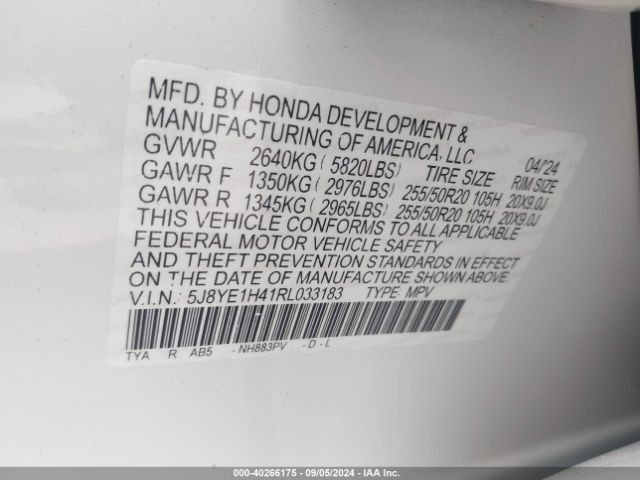 MFD. BY HONDA DEVELOPMENT &
MANUFACTURING OF AMERICA, LLC 04/24
GVWR 2640KG ( 5820LBS) TIRE SIZE RIM SIZE
GAWR F 1350KG ( 2976LBS) 255/50R20 105H 20X9.0J
GAWR R 1345KG ( 2965LBS) 255/50R20 105H 20X9.0J
THIS VEHICLE CONFORMS TO ALL APPLICABLE
FEDERAL MOTOR VEHICLE SAFETY
AND THEFT PREVENTION STANDARDS IN EFFECT
ON THE DATE OF MANUFACTURE SHOWN ABOVE.
V.I.N.: 5J8YE1H41RL033183 TYPE: MPV
TYA R AB5 -NH883PV -D-L
000-40266175 | 09/05/2024 - IAA Inc.